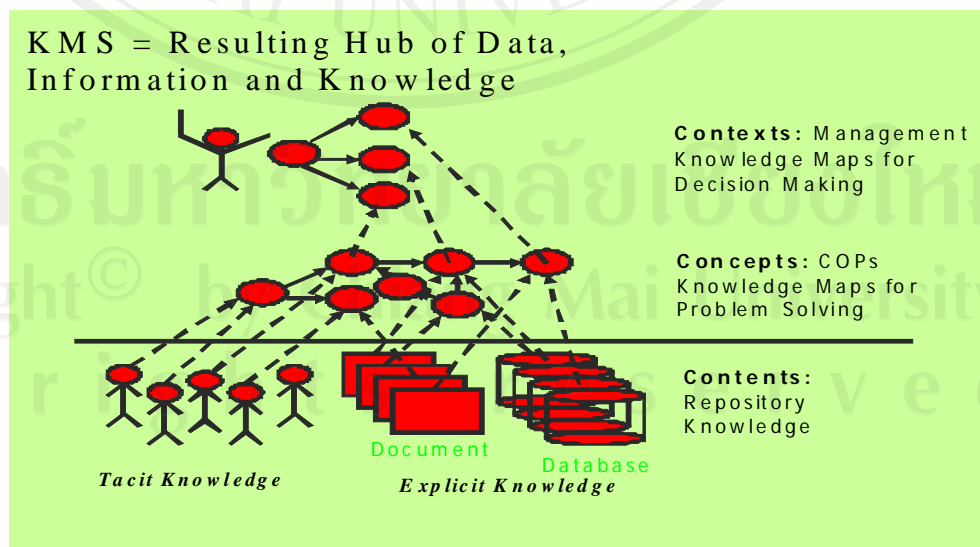 KMS = Resulting Hub of Data,
Information and Knowledge
Contexts: Management
Knowledge Maps for
Decision Making
Concepts: COPs
Knowledge Maps for
Problem Solving
Contents:
Repository
Knowledge
Document
Database
Tacit Knowledge
Explicit Knowledge